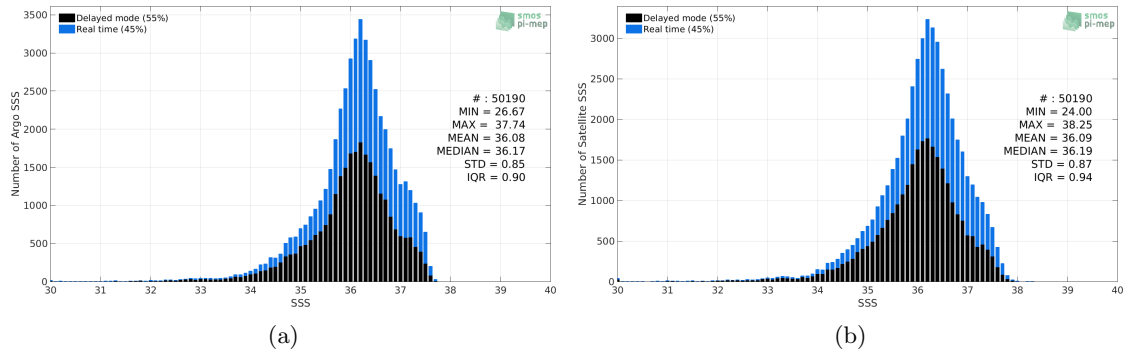 Delayed mode (55%)
Real time (45%)
smos
pi-mep
3500
3000
2500
2000
1500
1000
500
0
Number of Argo SSS
# : 50190
MIN = 26.67
MAX = 37.74
MEAN = 36.08
MEDIAN = 36.17
STD = 0.85
IQR = 0.90
30 31 32 33 34 35 36 37 38 39 40
SSS
(a)
Delayed mode (55%)
Real time (45%)
smos
pi-mep
3000
2500
2000
1500
1000
500
0
Number of Satellite SSS
# : 50190
MIN = 24.00
MAX = 38.25
MEAN = 36.09
MEDIAN = 36.19
STD = 0.87
IQR = 0.94
30 31 32 33 34 35 36 37 38 39 40
SSS
(b)